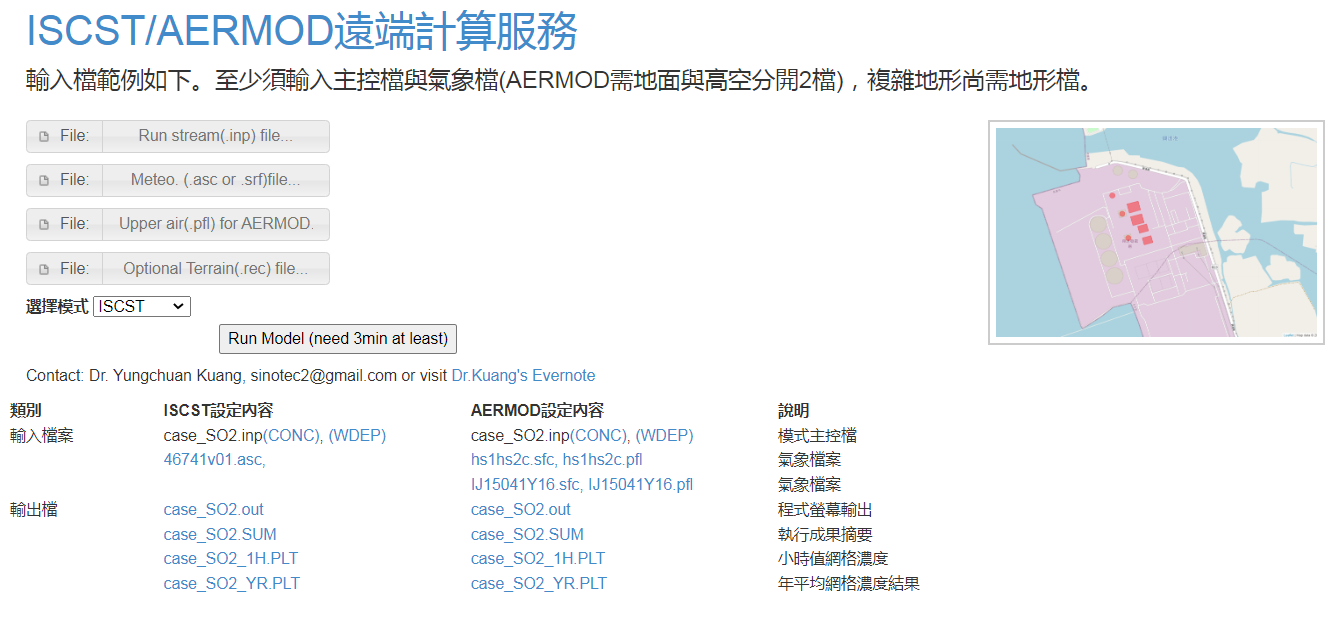 ISCST/AERMOD遠端計算服務
輸入檔範例如下。至少須輸入主控檔與氣象檔(AERMOD需地面與高空分開2檔)，複雜地形尚需地形檔。
File: Run stream(.inp) file...
File: Meteo. (.asc or .srf)file...
File: Upper air(.pfl) for AERMOD.
File: Optional Terrain(.rec) file...
選擇模式 ISCST
Run Model (need 3min at least)
Contact: Dr. Yungchuan Kuang, sinotec2@gmail.com or visit Dr.Kuang's Evernote
類別 ISCST設定內容 AERMOD設定內容 說明
輸入檔案 case_SO2.inp(CONC), (WDEP) case_SO2.inp(CONC), (WDEP) 模式主控檔
46741v01.asc, hs1hs2c.sfc, hs1hs2c.pfl 氣象檔案
IJ15041Y16.sfc, IJ15041Y16.pfl 氣象檔案
輸出檔 case_SO2.out case_SO2.out 程式螢幕輸出
case_SO2.SUM case_SO2.SUM 執行成果摘要
case_SO2_1H.PLT case_SO2_1H.PLT 小時值網格濃度
case_SO2_YR.PLT case_SO2_YR.PLT 年平均網格濃度結果